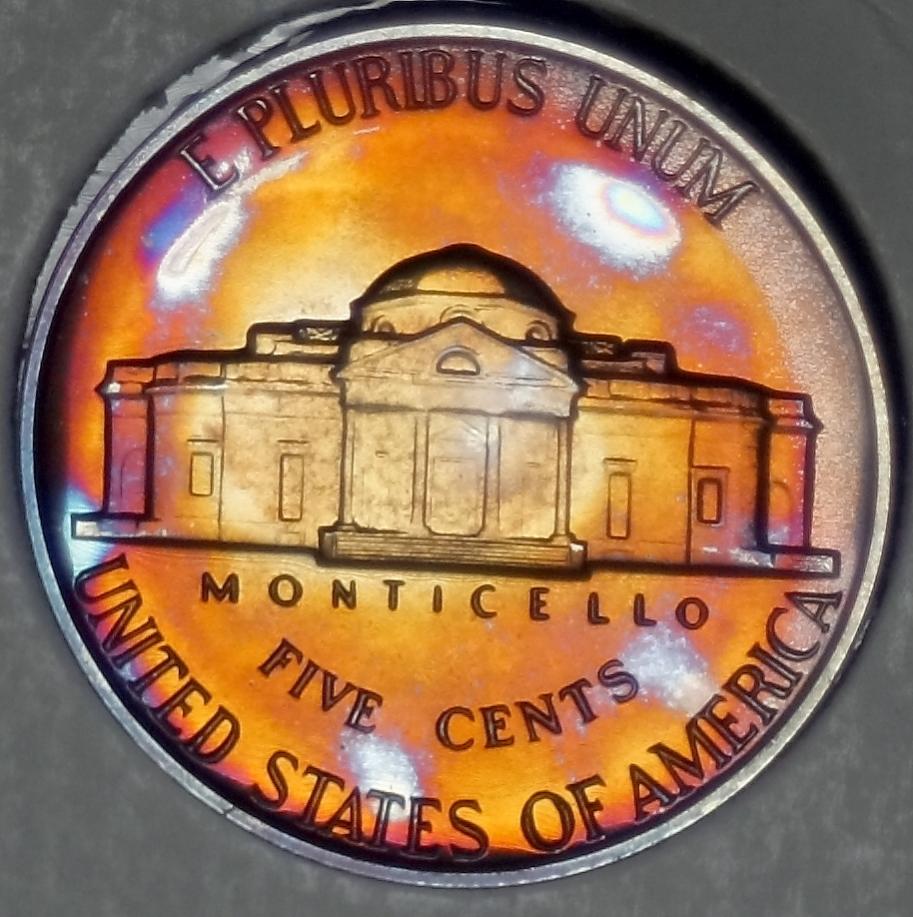 E PLURIBUS UNUM
MONTICELLO
FIVE CENTS
UNITED STATES OF AMERICA